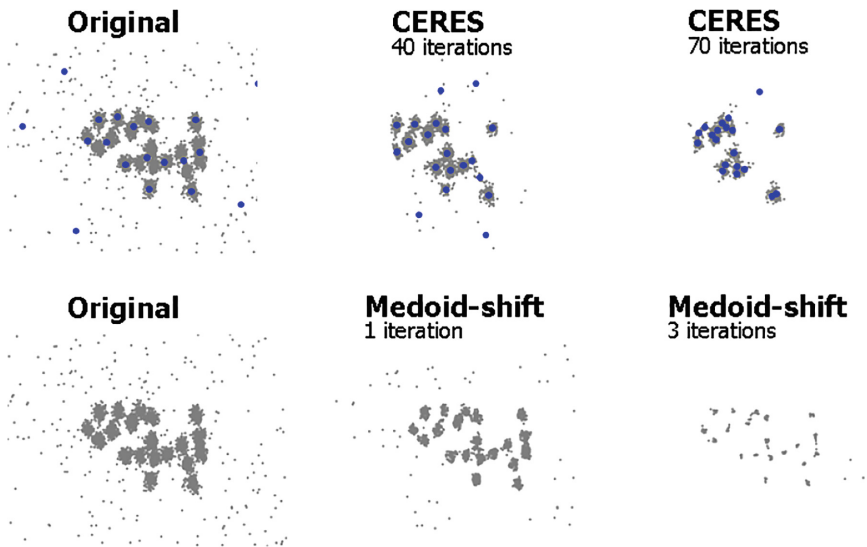 Original
CERES
40 iterations
CERES
70 iterations
Original
Medoid-shift
1 iteration
Medoid-shift
3 iterations